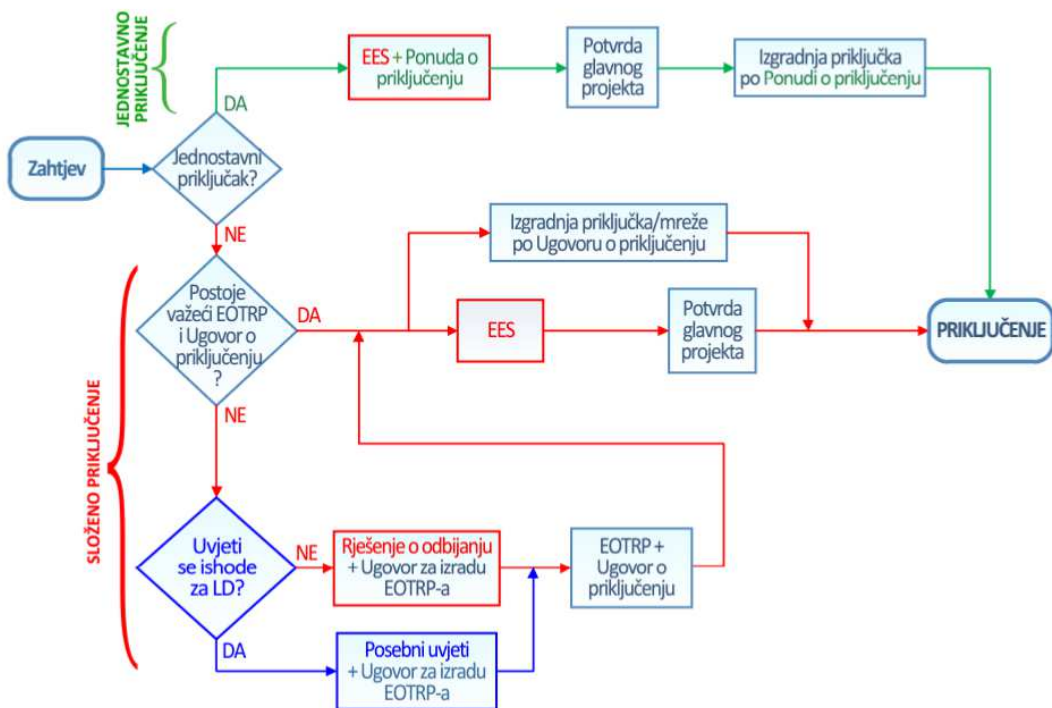 JEDNOSTAVNO
PRIKLJUČENJE
DA
EES + Ponuda o
priključenju
Potvrda
glavnog
projekta
Izgradnja priključka
po Ponudi o priključenju
Zahtjev
Jednostavni
priključak?
NE
Izgradnja priključka/mreže
po Ugovoru o priključenju
Postoje
važeći EOTRP
i Ugovor o
priključenju
?
DA
EES
Potvrda
glavnog
projekta
PRIKLJUČENJE
NE
SLOŽENO PRIKLJUČENJE
Uvjeti
se ishode
za LD?
NE
Rješenje o odbijanju
+ Ugovor za izradu
EOTRP-a
EOTRP +
Ugovor o
priključenju
DA
Posebni uvjeti
+ Ugovor za izradu
EOTRP-a